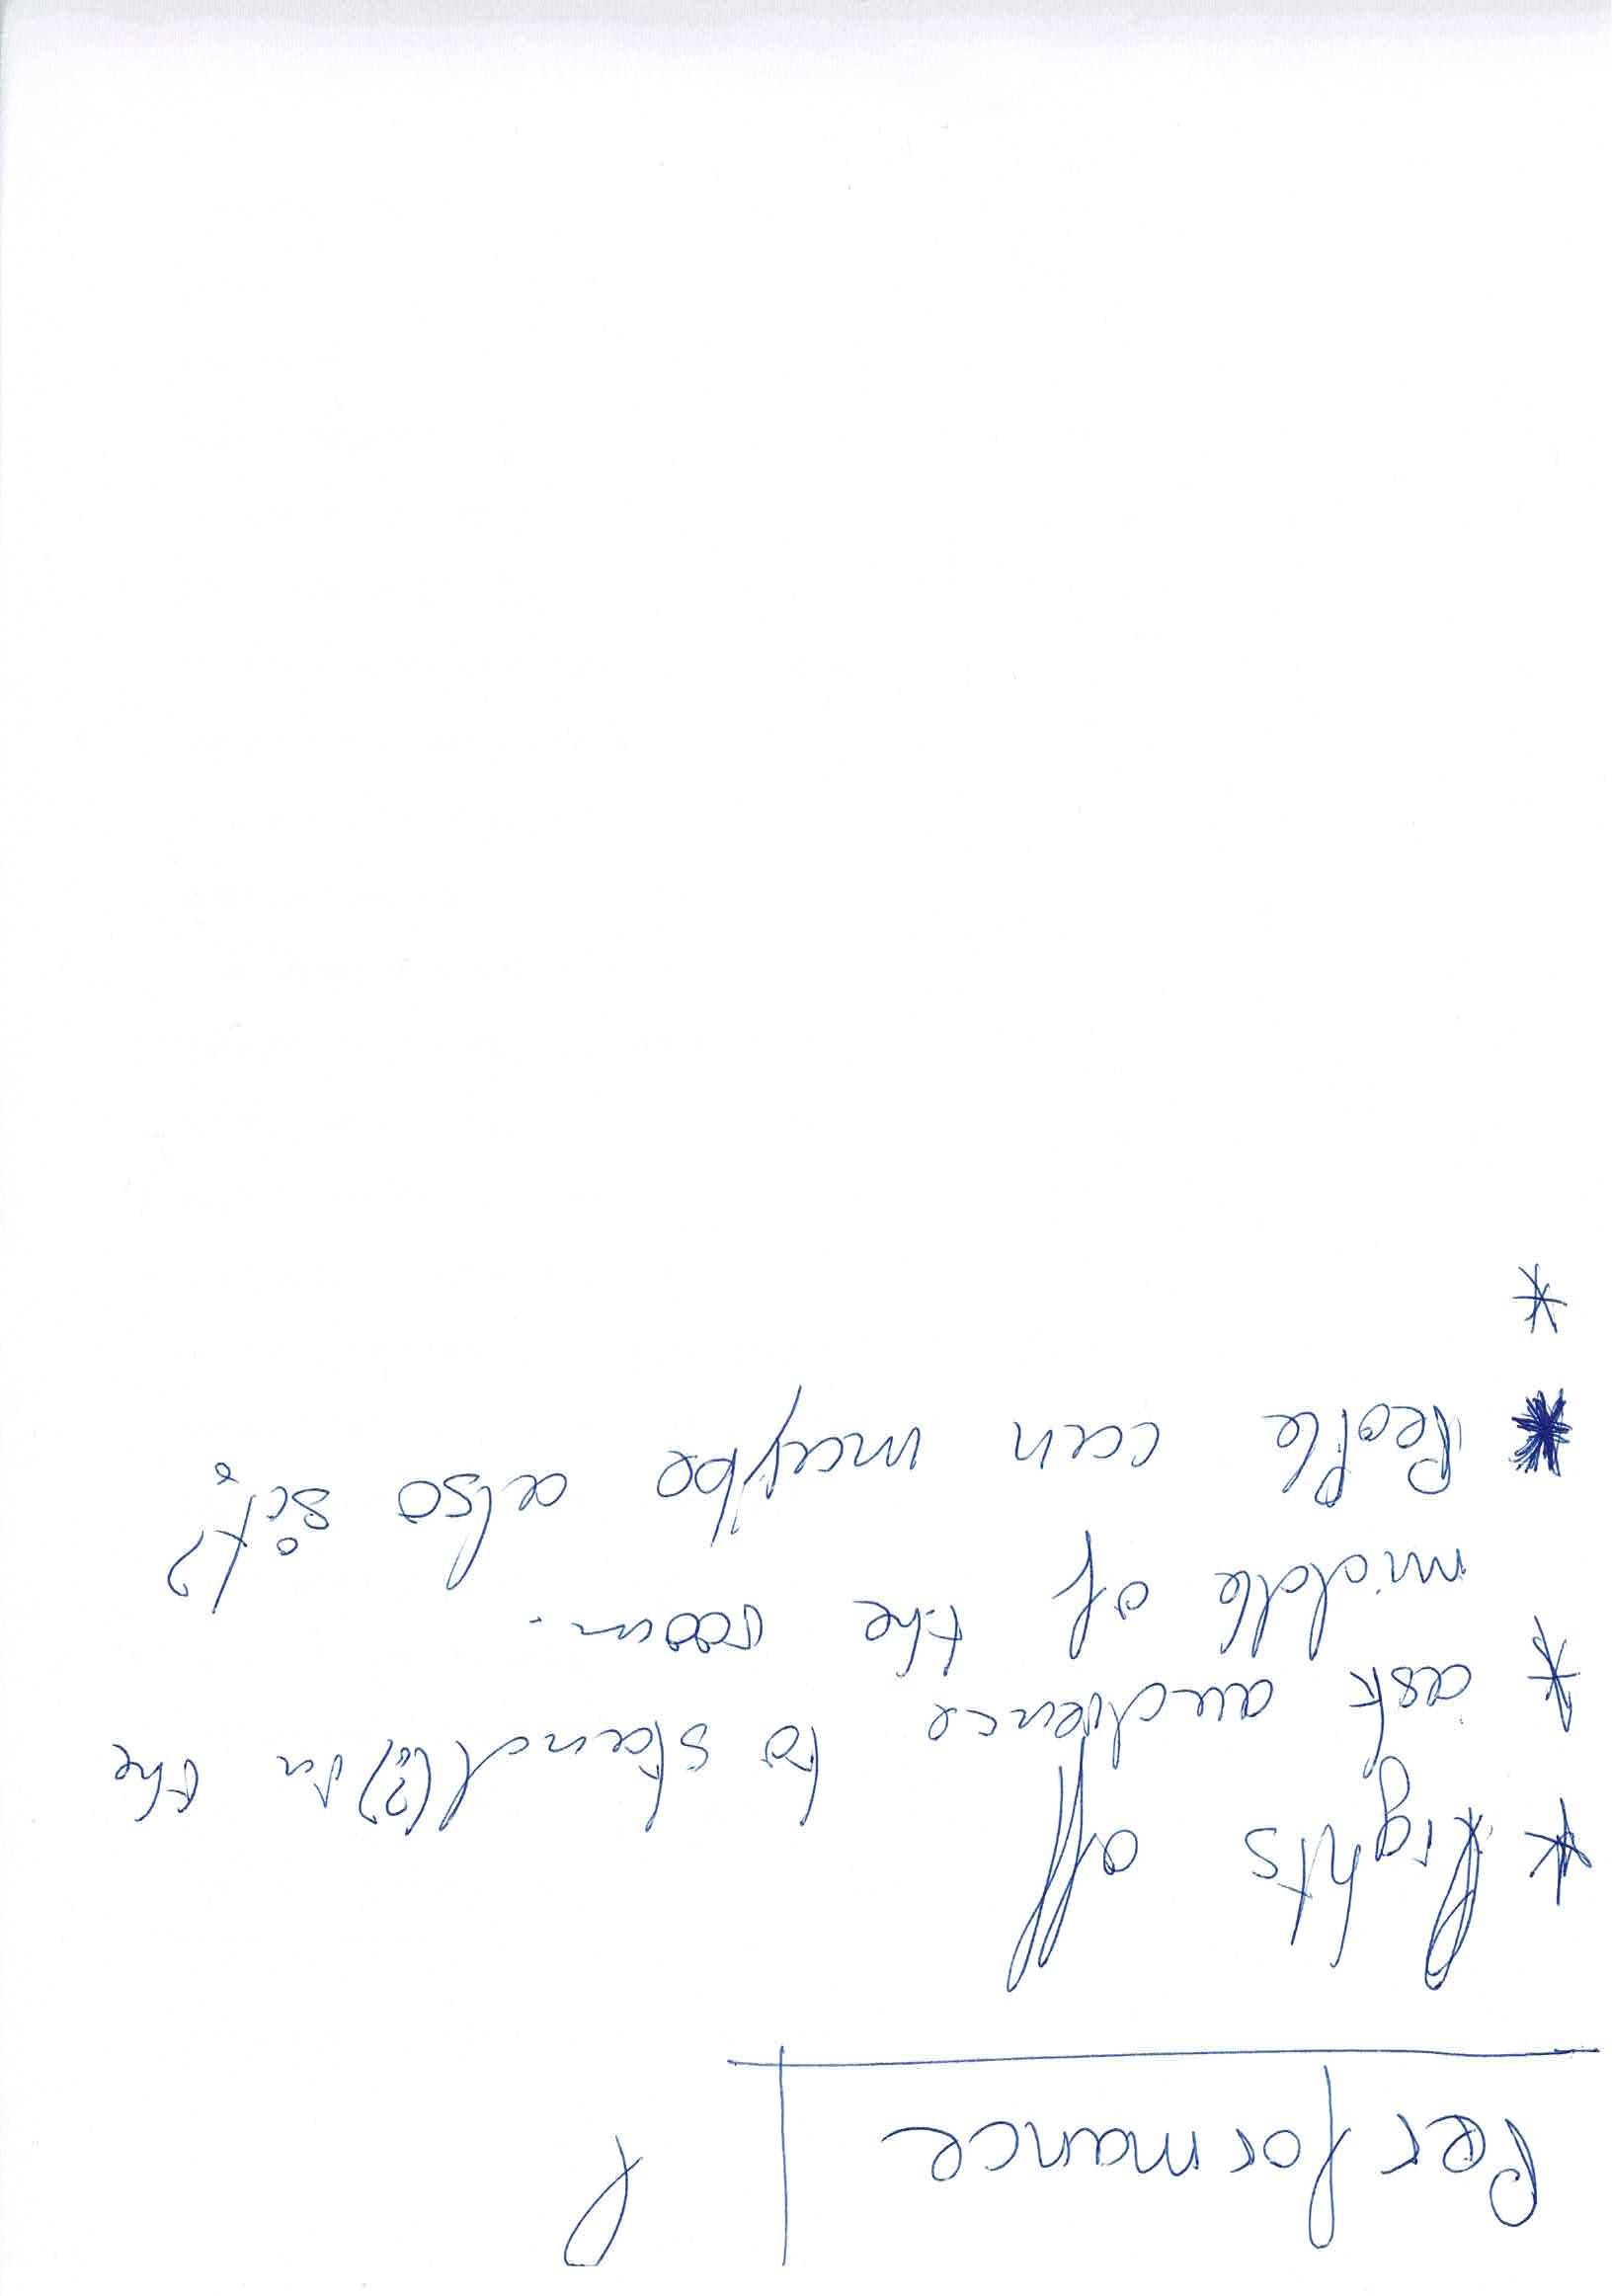 Performance | P
* lights off
* ask audience to stand(?) in the
middle of the room.
* People can maybe also sit?
*